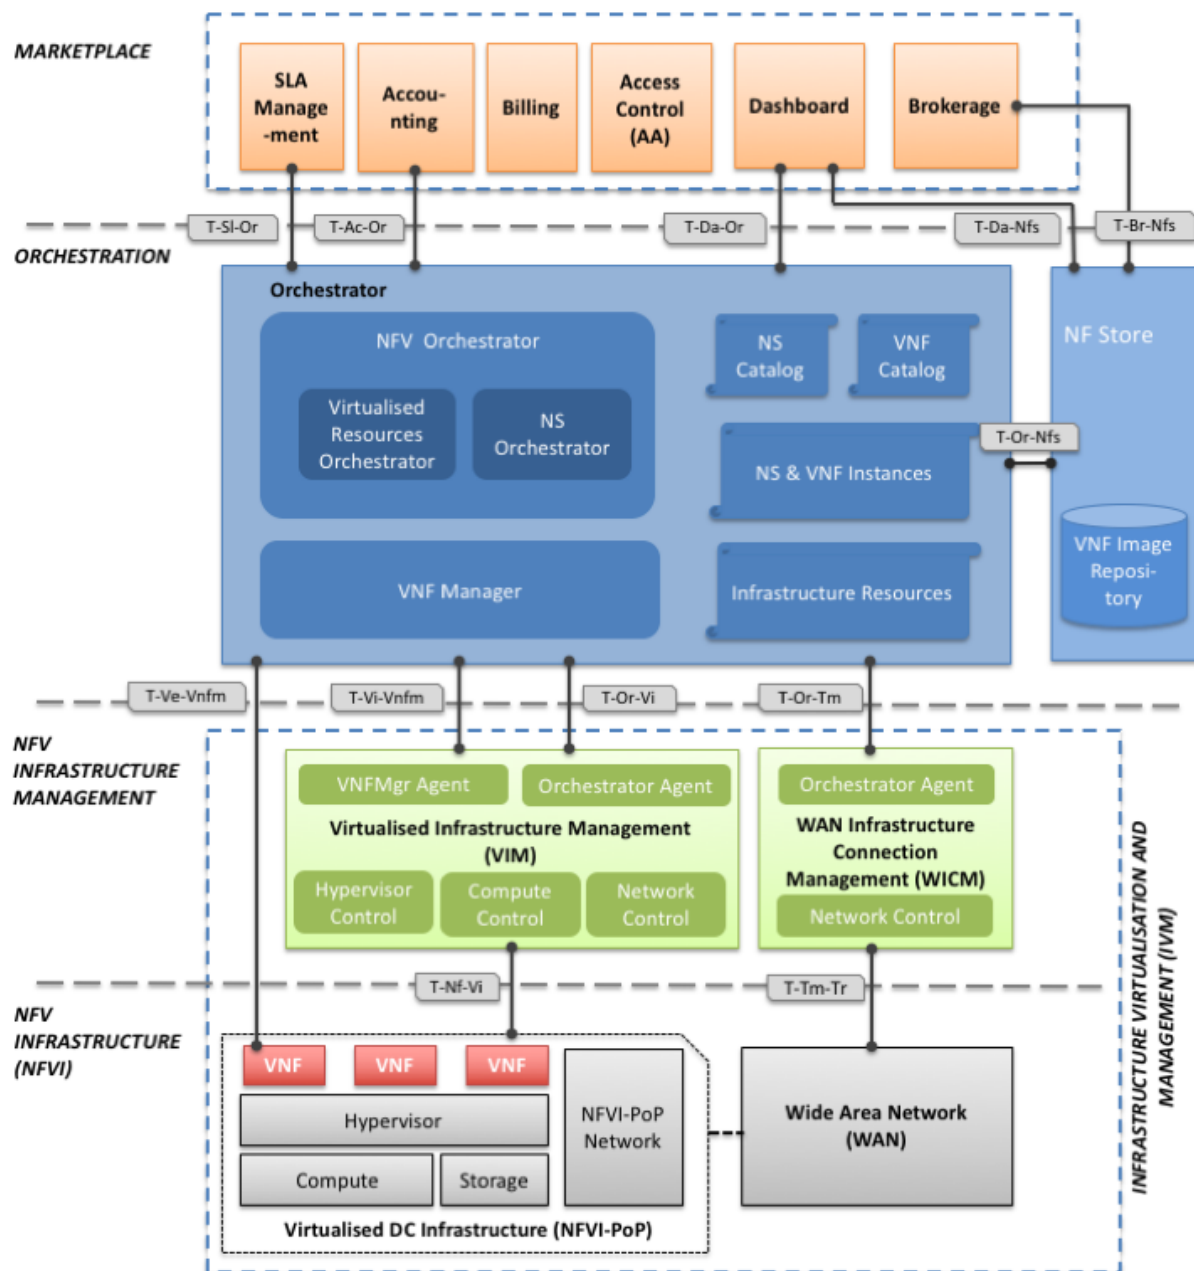 MARKETPLACE
SLA
Manage
-ment
Accou-
nting
Billing
Access
Control
(AA)
Dashboard
Brokerage
T-Sl-Or
T-Ac-Or
T-Da-Or
T-Da-Nfs
T-Br-Nfs
ORCHESTRATION
Orchestrator
NFV Orchestrator
Virtualised
Resources
Orchestrator
NS
Orchestrator
NS
Catalog
VNF
Catalog
NF Store
T-Or-Nfs
NS & VNF Instances
VNF Manager
Infrastructure Resources
VNF Image
Reposi-
tory
T-Ve-Vnfm
T-Vi-Vnfm
T-Or-Vi
T-Or-Tm
NFV
INFRASTRUCTURE
MANAGEMENT
VNFMgr Agent
Orchestrator Agent
Virtualised Infrastructure Management
(VIM)
Hypervisor
Control
Compute
Control
Network
Control
Orchestrator Agent
WAN Infrastructure
Connection
Management (WICM)
Network Control
INFRASTRUCTURE VIRTUALISATION AND
MANAGEMENT (IVM)
T-Nf-Vi
T-Tm-Tr
NFV
INFRASTRUCTURE
(NFVI)
VNF
VNF
VNF
Hypervisor
Compute
Storage
NFVI-PoP
Network
Virtualised DC Infrastructure (NFVI-PoP)
Wide Area Network
(WAN)